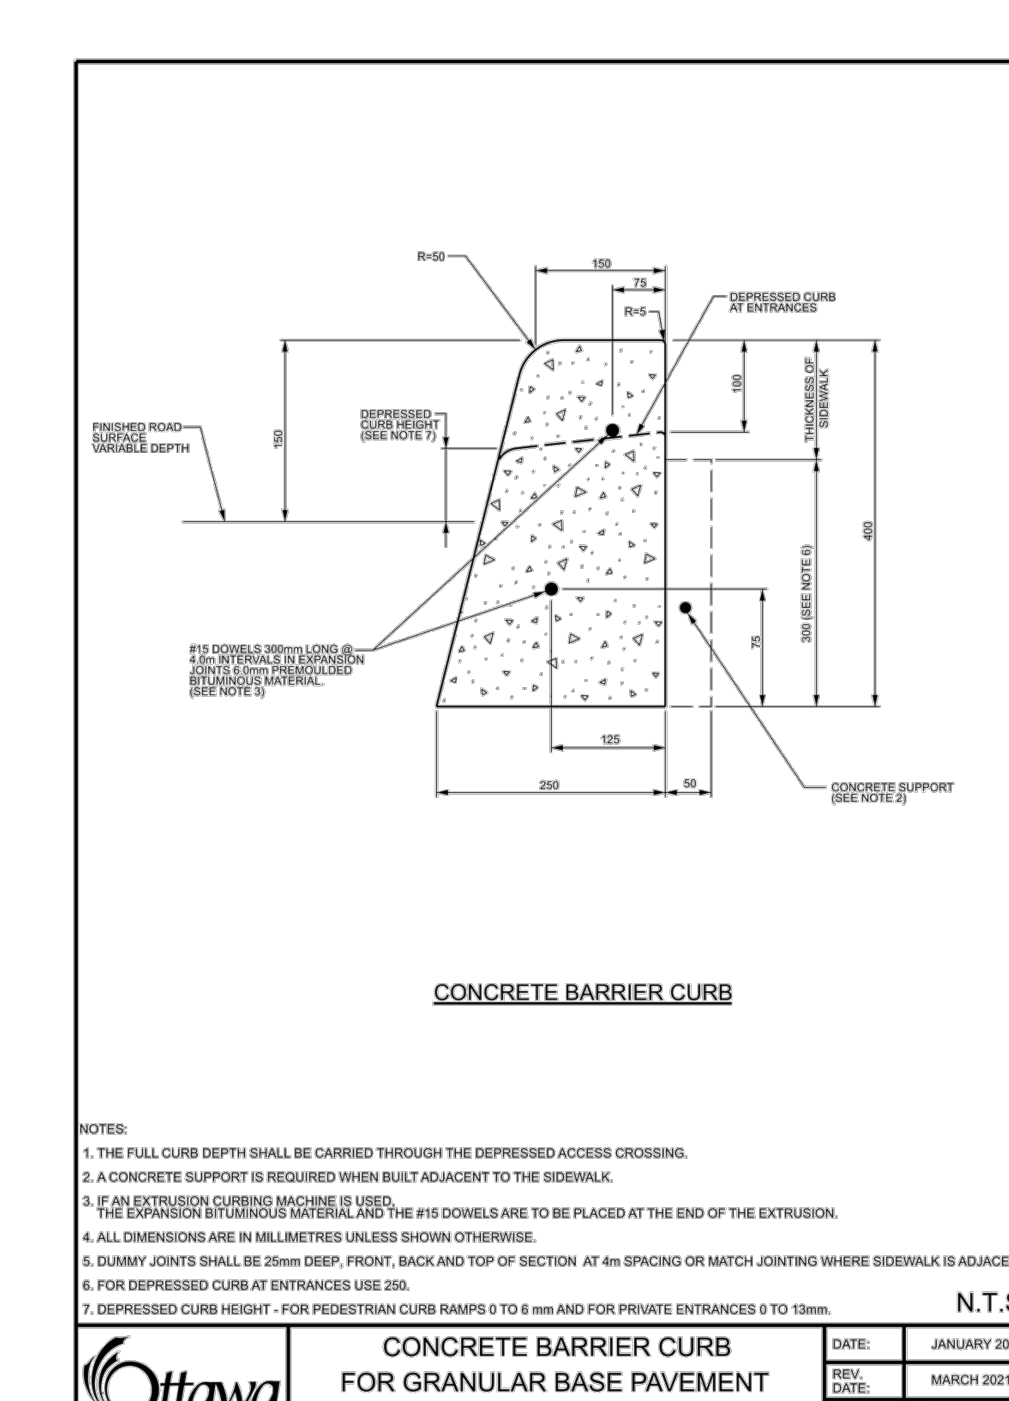 R=50
150
75
DEPRESSED CURB
AT ENTRANCES
R=5
100
THICKNESS OF
SIDEWALK
DEPRESSED
CURB HEIGHT
(SEE NOTE 7)
FINISHED ROAD
SURFACE
VARIABLE DEPTH
150
400
300 (SEE NOTE 6)
75
#15 DOWELS 300mm LONG @
4.0m INTERVALS IN EXPANSION
JOINTS 6.0mm PREMOULDED
BITUMINOUS MATERIAL.
(SEE NOTE 3)
125
250
50
CONCRETE SUPPORT
(SEE NOTE 2)
CONCRETE BARRIER CURB
NOTES:
1. THE FULL CURB DEPTH SHALL BE CARRIED THROUGH THE DEPRESSED ACCESS CROSSING.
2. A CONCRETE SUPPORT IS REQUIRED WHEN BUILT ADJACENT TO THE SIDEWALK.
3. IF AN EXTRUSION CURBING MACHINE IS USED,
THE EXPANSION BITUMINOUS MATERIAL AND THE #15 DOWELS ARE TO BE PLACED AT THE END OF THE EXTRUSION.
4. ALL DIMENSIONS ARE IN MILLIMETRES UNLESS SHOWN OTHERWISE.
5. DUMMY JOINTS SHALL BE 25mm DEEP, FRONT, BACK AND TOP OF SECTION AT 4m SPACING OR MATCH JOINTING WHERE SIDEWALK IS ADJACE
6. FOR DEPRESSED CURB AT ENTRANCES USE 250.
7. DEPRESSED CURB HEIGHT - FOR PEDESTRIAN CURB RAMPS 0 TO 6 mm AND FOR PRIVATE ENTRANCES 0 TO 13mm.
N.T.S
Ottawa
CONCRETE BARRIER CURB
FOR GRANULAR BASE PAVEMENT
DATE:
JANUARY 20
REV.
DATE:
MARCH 2021